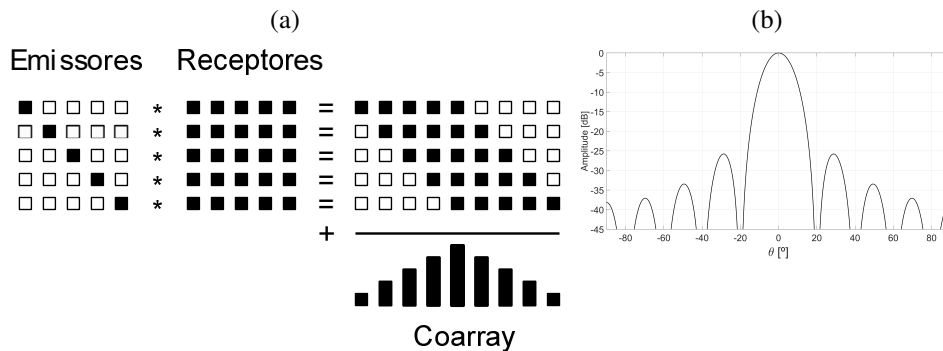 (a)
Emissores
Receptores
* =
* =
* =
* =
* =
+
Coarray
(b)
0
-5
-10
-15
-20
-25
-30
-35
-40
-45
Amplitude [dB]
-80 -60 -40 -20 0 20 40 60 80
θ [º]